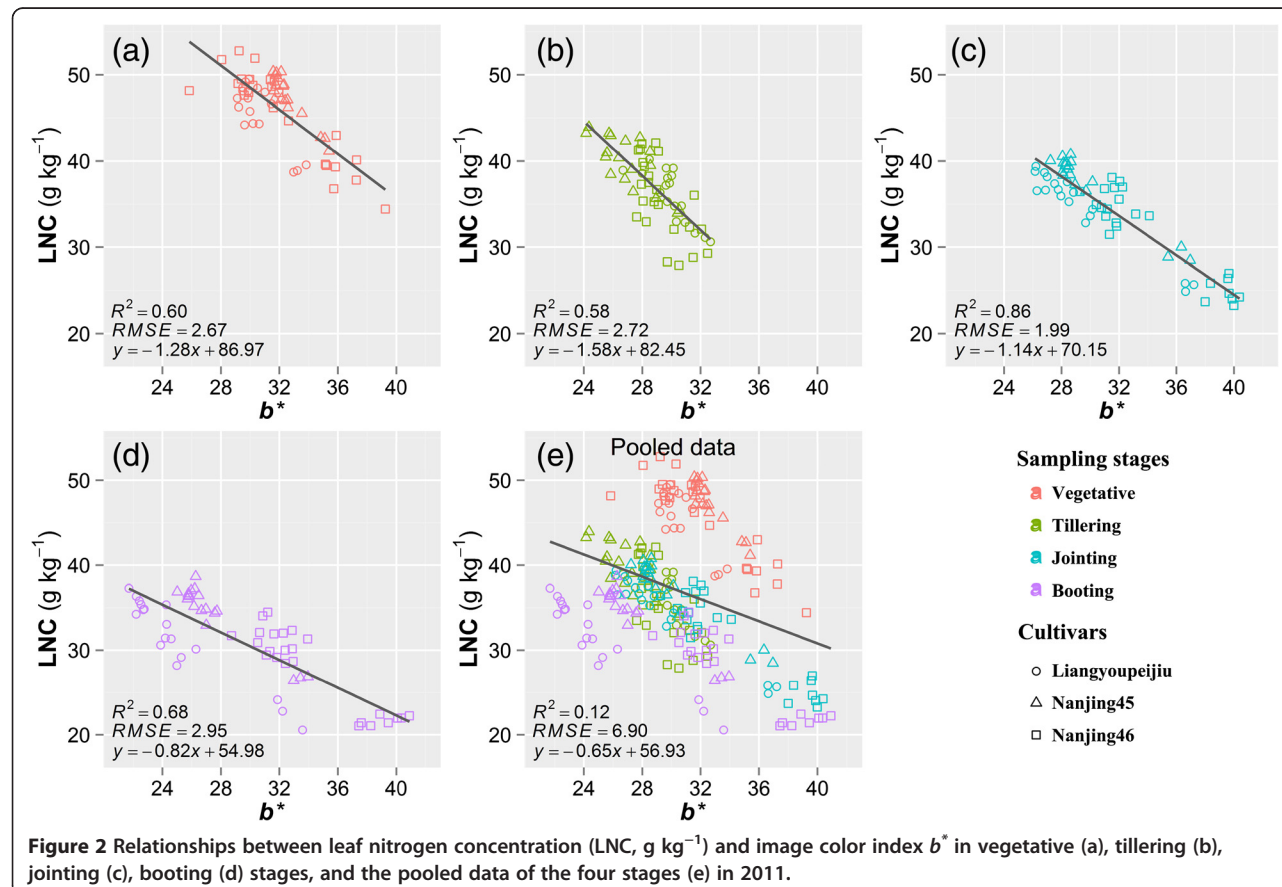 (a)
LNC (g kg⁻¹)
50
40
30
20
R² = 0.60
RMSE = 2.67
y = −1.28x + 86.97
24 28 32 36 40
b*
(b)
LNC (g kg⁻¹)
50
40
30
20
R² = 0.58
RMSE = 2.72
y = −1.58x + 82.45
24 28 32 36 40
b*
(c)
LNC (g kg⁻¹)
50
40
30
20
R² = 0.86
RMSE = 1.99
y = −1.14x + 70.15
24 28 32 36 40
b*
(d)
LNC (g kg⁻¹)
50
40
30
20
R² = 0.68
RMSE = 2.95
y = −0.82x + 54.98
24 28 32 36 40
b*
(e)
Pooled data
LNC (g kg⁻¹)
50
40
30
20
R² = 0.12
RMSE = 6.90
y = −0.65x + 56.93
24 28 32 36 40
b*
Sampling stages
a Vegetative
a Tillering
a Jointing
a Booting
Cultivars
Liangyoupeijiu
Nanjing45
Nanjing46
Figure 2 Relationships between leaf nitrogen concentration (LNC, g kg⁻¹) and image color index b* in vegetative (a), tillering (b),
jointing (c), booting (d) stages, and the pooled data of the four stages (e) in 2011.